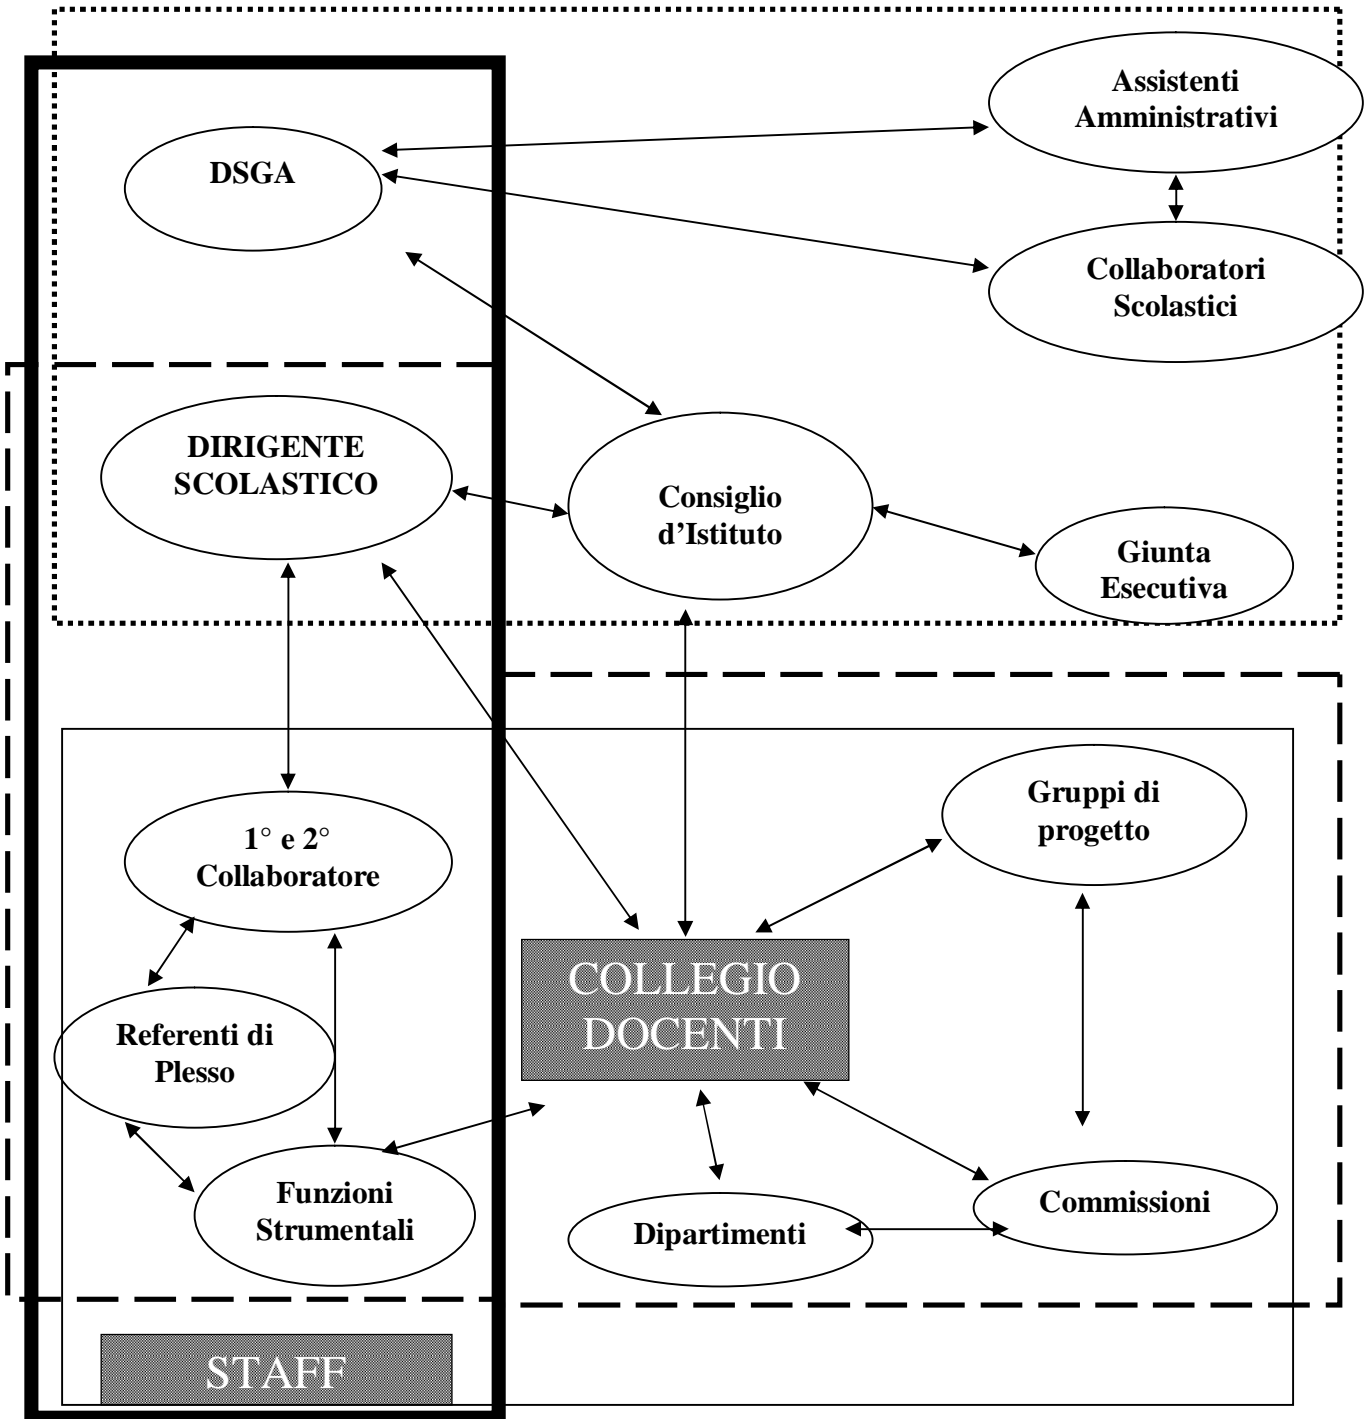 Assistenti
Amministrativi
DSGA
Collaboratori
Scolastici
DIRIGENTE
SCOLASTICO
Consiglio
d’Istituto
Giunta
Esecutiva
Gruppi di
progetto
1° e 2°
Collaboratore
COLLEGIO
DOCENTI
Referenti di
Plesso
Funzioni
Strumentali
Dipartimenti
Commissioni
STAFF